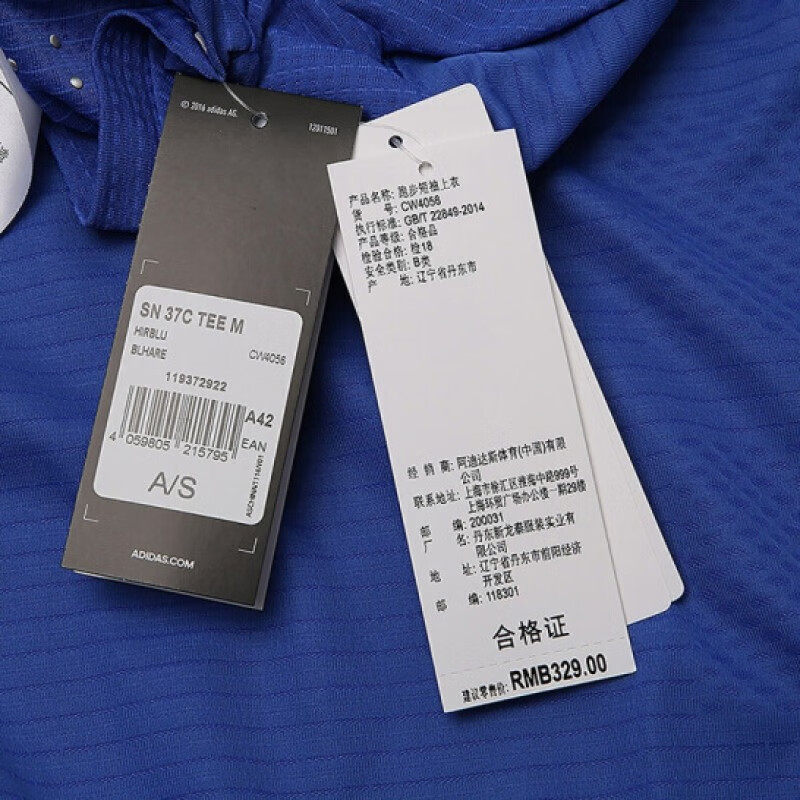 © 2016 adidas AG.
12011501
SN 37C TEE M
HIRBLU
BLHARE
CW4056
119372922
A42
4 059805 215795
EAN
A/S
ADIDAS.COM
产品名称: 跑步短袖上衣
货 号: CW4056
执行标准: GB/T 22849-2014
产品等级: 合格品
检验合格: 检18
安全类别: B类
产 地: 辽宁省丹东市
经 销 商: 阿迪达斯体育(中国)有限
公司
联系地址: 上海市徐汇区淮海中路999号
上海环贸广场办公楼一期29楼
邮 编: 200031
厂 名: 丹东新龙泰服装实业有
限公司
地 址: 辽宁省丹东市前阳经济
开发区
邮 编: 118301
合格证
建议零售价: RMB329.00